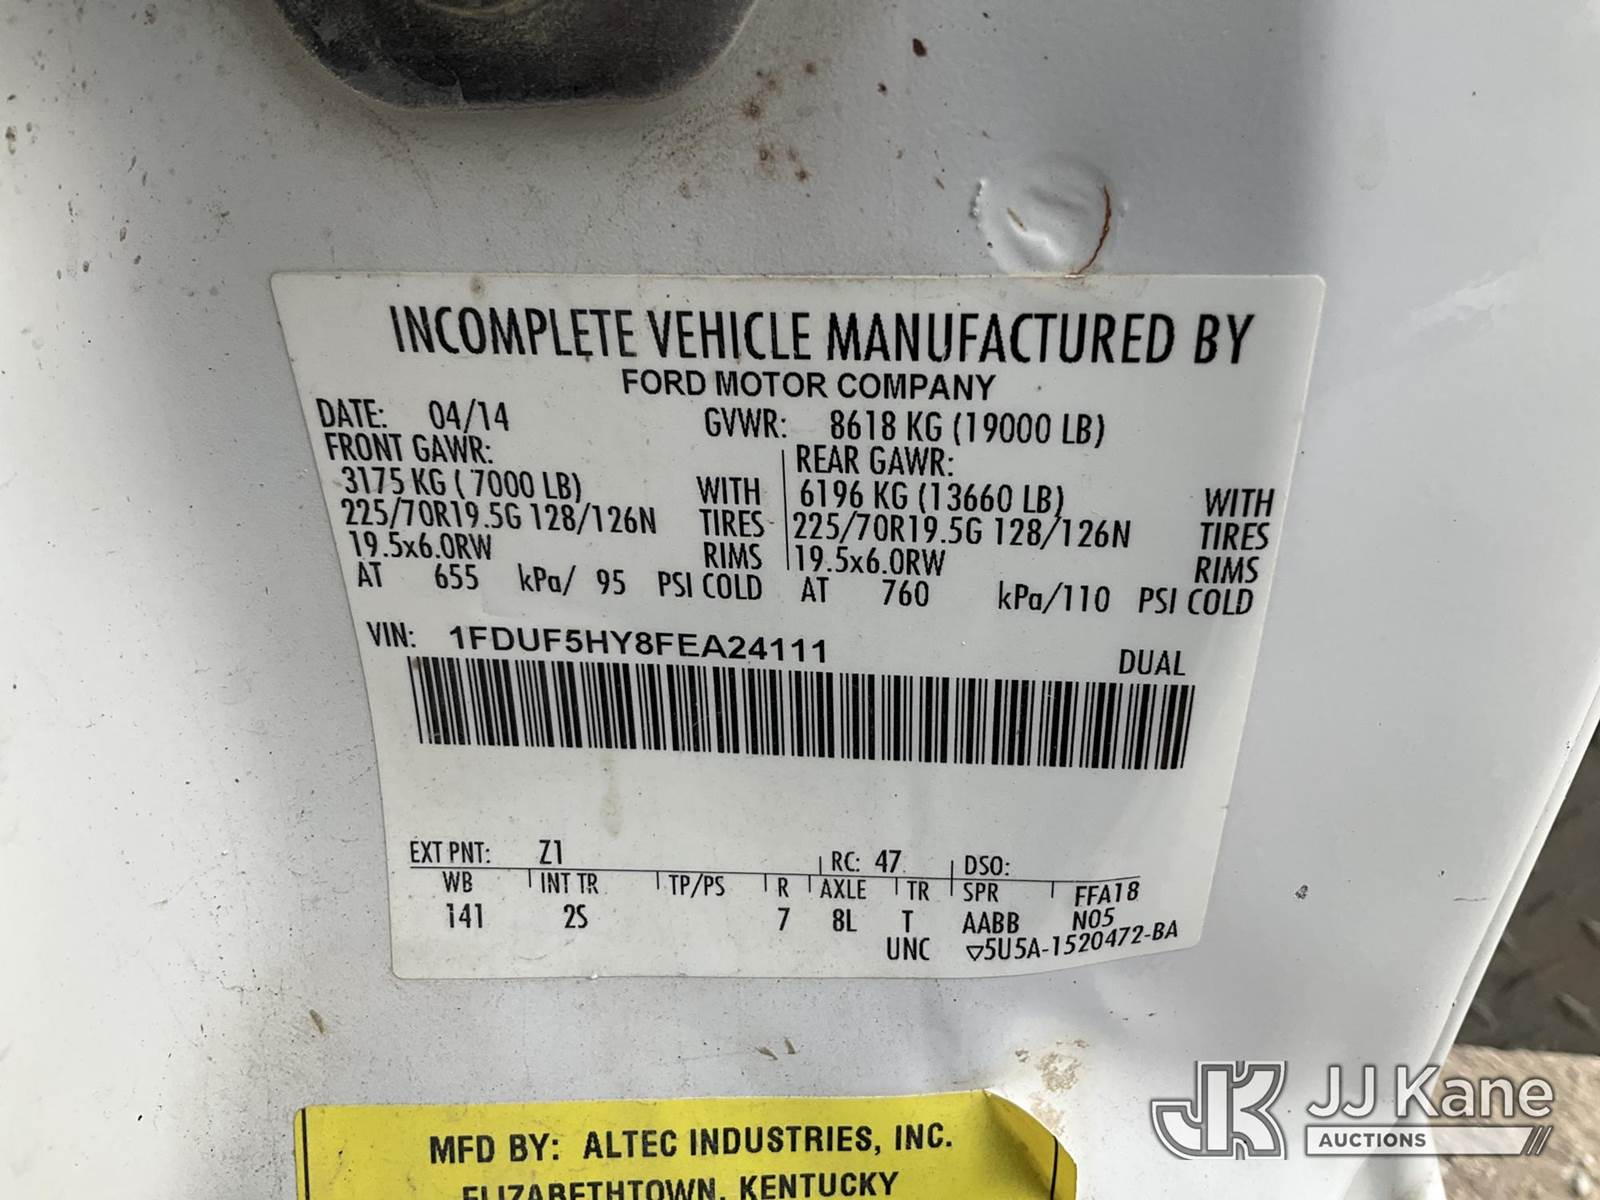 INCOMPLETE VEHICLE MANUFACTURED BY
FORD MOTOR COMPANY
DATE: 04/14 GVWR: 8618 KG (19000 LB)
FRONT GAWR: REAR GAWR:
3175 KG ( 7000 LB) WITH 6196 KG (13660 LB) WITH
225/70R19.5G 128/126N TIRES 225/70R19.5G 128/126N TIRES
19.5x6.0RW RIMS 19.5x6.0RW RIMS
AT 655 kPa/ 95 PSI COLD AT 760 kPa/110 PSI COLD
VIN: 1FDUF5HY8FEA24111
DUAL
EXT PNT: Z1 RC: 47 DSO:
WB INT TR TP/PS R AXLE TR SPR FFA18
141 2S 7 8L T AABB N05
UNC ▽5U5A-1520472-BA
MFD BY: ALTEC INDUSTRIES, INC.
ELIZABETHTOWN, KENTUCKY
JK JJ Kane
AUCTIONS